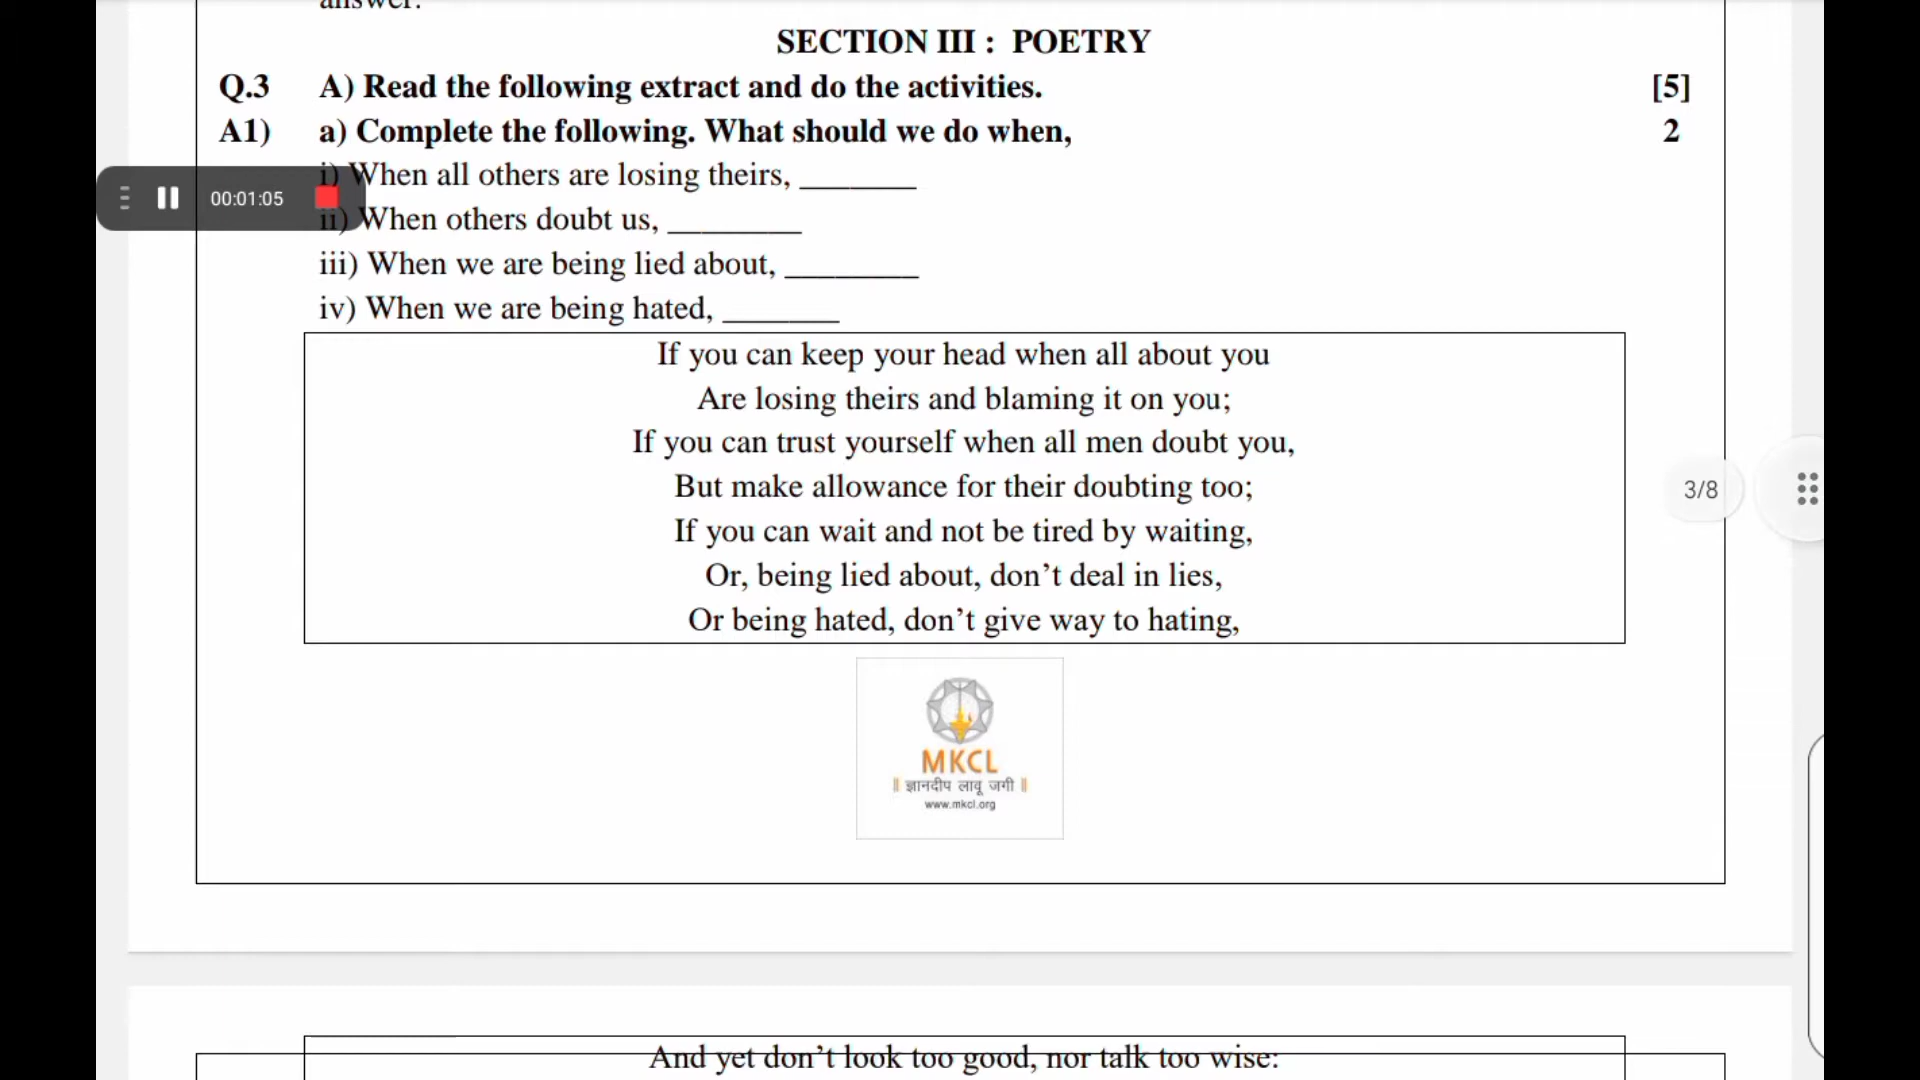 answer.
SECTION III : POETRY
Q.3 A) Read the following extract and do the activities. [5]
A1) a) Complete the following. What should we do when, 2
i) When all others are losing theirs, _______
00:01:05
ii) When others doubt us, ________
iii) When we are being lied about, ________
iv) When we are being hated, _______
If you can keep your head when all about you
Are losing theirs and blaming it on you;
If you can trust yourself when all men doubt you,
But make allowance for their doubting too;
3/8
If you can wait and not be tired by waiting,
Or, being lied about, don’t deal in lies,
Or being hated, don’t give way to hating,
MKCL
॥ ज्ञानदीप लावू जगी ॥
www.mkcl.org
And yet don’t look too good, nor talk too wise: